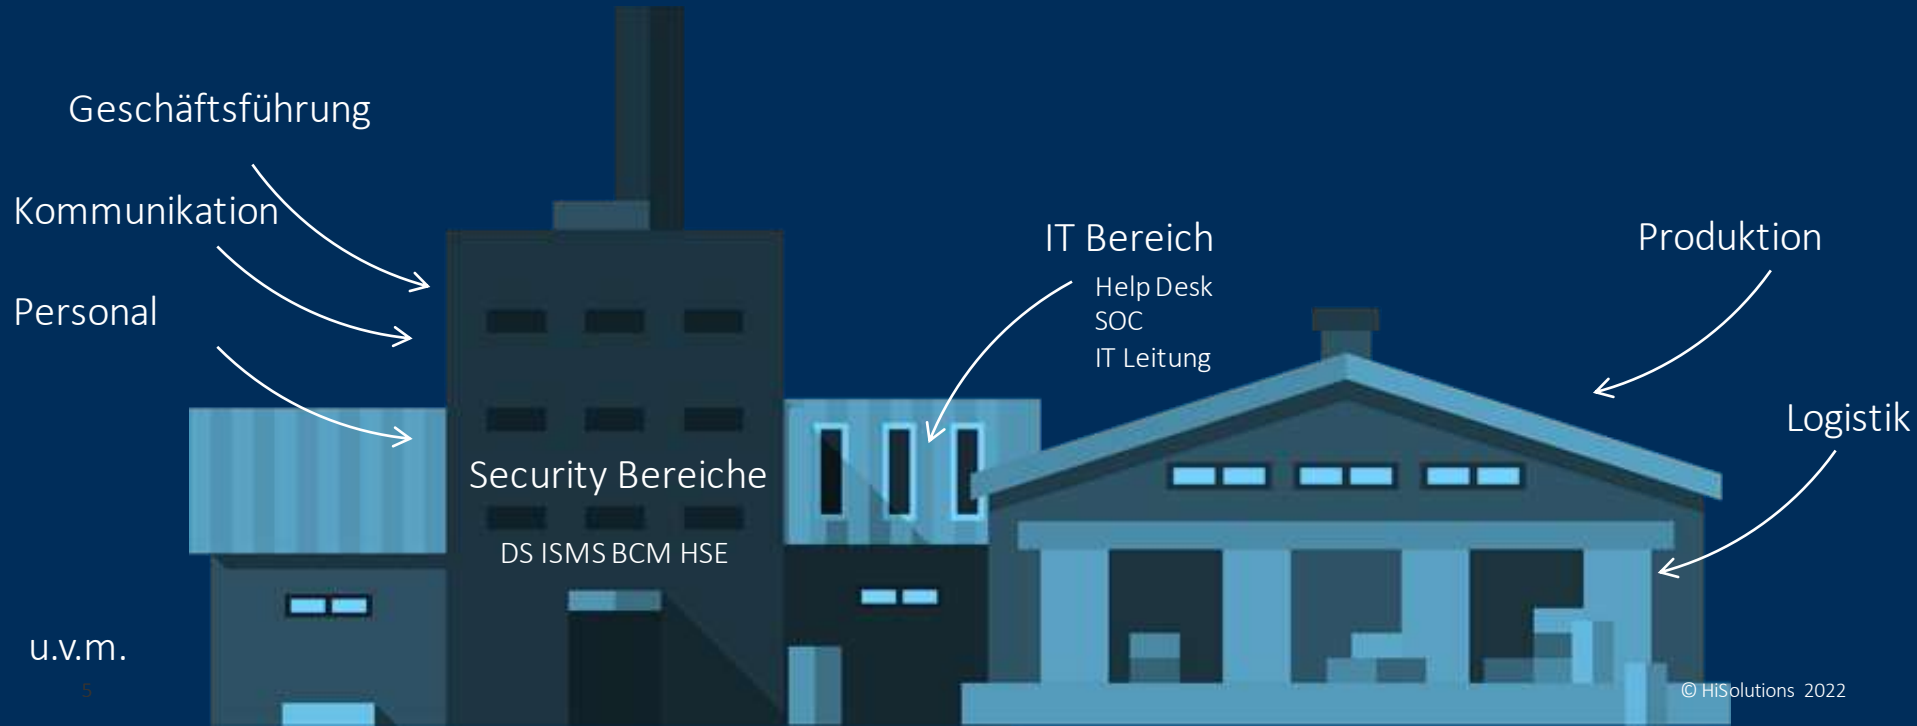 Geschäftsführung
Kommunikation
Personal
IT Bereich
Help Desk
SOC
IT Leitung
Produktion
Logistik
Security Bereiche
DS ISMS BCM HSE
u.v.m.
5
© HiSolutions 2022